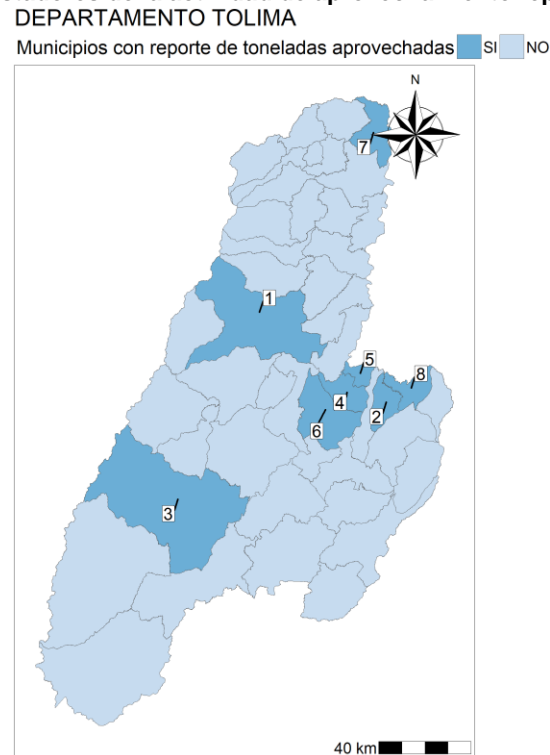 DEPARTAMENTO TOLIMA
Municipios con reporte de toneladas aprovechadas SI NO
N
7
1
5
8
4
2
6
3
40 km